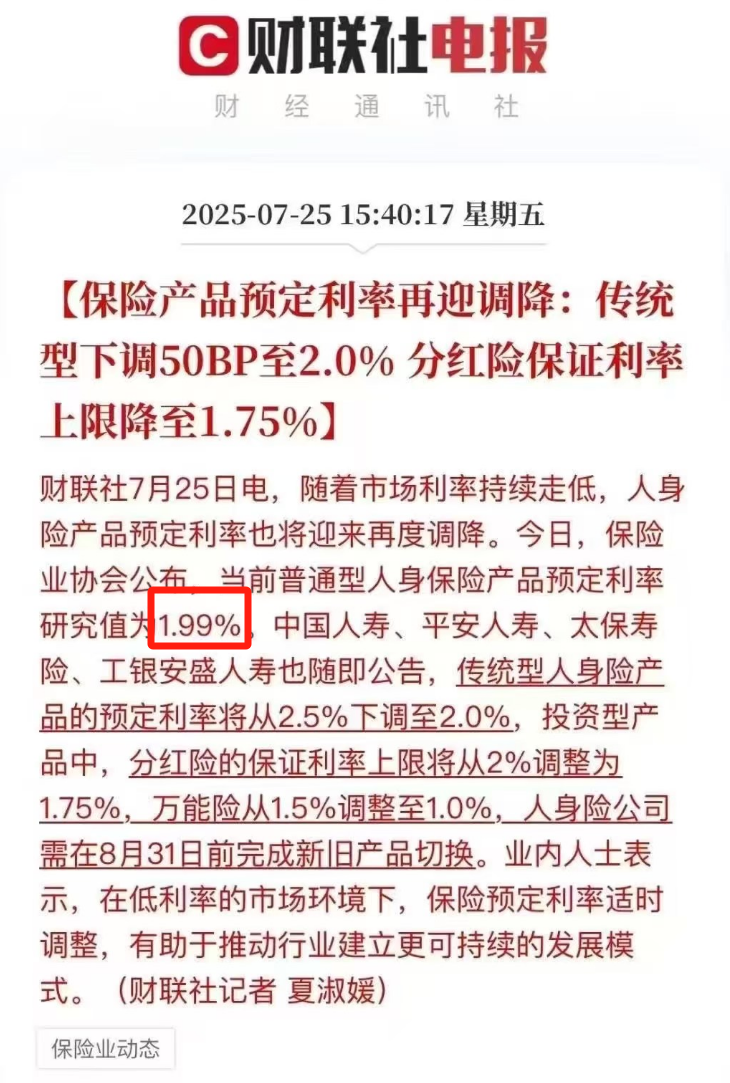 C 财联社电报
财经通讯社
2025-07-25 15:40:17 星期五
【保险产品预定利率再迎调降：传统
型下调50BP至2.0% 分红险保证利率
上限降至1.75%】
财联社7月25日电，随着市场利率持续走低，人身
险产品预定利率也将迎来再度调降。今日，保险
业协会公布，当前普通型人身保险产品预定利率
研究值为1.99%。中国人寿、平安人寿、太保寿
险、工银安盛人寿也随即公告，传统型人身险产
品的预定利率将从2.5%下调至2.0%，投资型产
品中，分红险的保证利率上限将从2%调整为
1.75%，万能险从1.5%调整至1.0%，人身险公司
需在8月31日前完成新旧产品切换。业内人士表
示，在低利率的市场环境下，保险预定利率适时
调整，有助于推动行业建立更可持续的发展模
式。（财联社记者 夏淑媛）
保险业动态